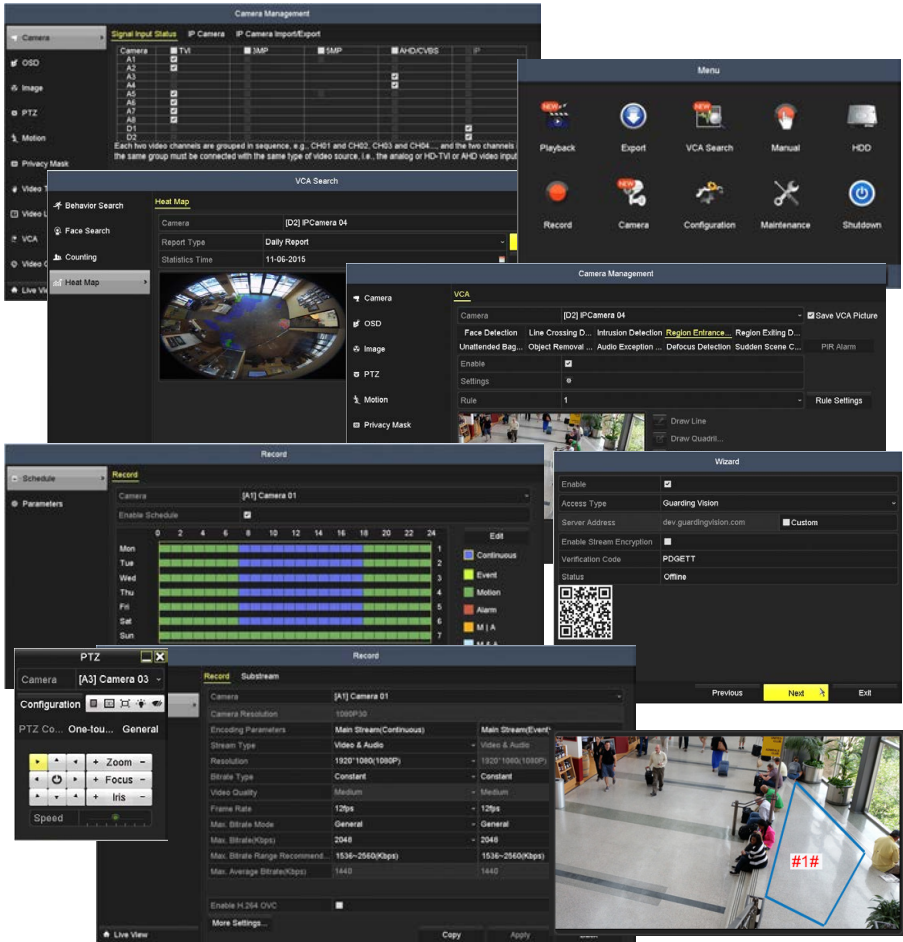 Camera Management
Camera
OSD
Image
PTZ
Motion
Privacy Mask
Live
Signal Input Status IP Camera IP Camera Import/Export
Camera TVI 3MP 5MP AHD/CVBS IP
A1
A2
A3
A4
A5
A6
A7
A8
D1
D2
Each two video channels are grouped in sequence, e.g., CH01 and CH02, CH03 and CH04..., and the two channels
the same group must be connected with the same type of video source, i.e., the analog or HD-TVI or AHD video input
VCA
Menu
NEW NEW
Playback Export VCA Search Manual HDD
NEW
Record Camera Configuration Maintenance Shutdown
VCA Search
Behavior Search
Face Search
Counting
Heat Map
Heat Map
Camera [D2] IPCamera 04
Report Type Daily Report
Statistics Time 11-06-2015
Camera Management
Camera
OSD
Image
PTZ
Motion
Privacy Mask
VCA
Camera [D2] IPCamera 04 Save VCA Picture
Face Detection Line Crossing D... Intrusion Detection Region Entrance... Region Exiting D...
Unattended Bag... Object Removal ... Audio Exception ... Defocus Detection Sudden Scene C... PIR Alarm
Enable
Settings
Rule 1 Rule Settings
Draw Line
Draw Quadril...
Record
Schedule
Parameters
Record
Camera [A1] Camera 01
Enable Schedule
0 2 4 6 8 10 12 14 16 18 20 22 24 Edit
Mon 1
Tue 2
Wed 3
Thu 4
Fri 5
Sat 6
Sun 7
Continuous
Event
Motion
Alarm
M | A
Wizard
Enable
Access Type Guarding Vision
Server Address dev.guardingvision.com Custom
Enable Stream Encryption
Verification Code PDGETT
Status Offline
Previous Next Exit
PTZ
Camera [A3] Camera 03
Configuration
PTZ Co... One-tou... General
+ Zoom -
+ Focus -
+ Iris -
Speed
Record
Record Substream
Camera [A1] Camera 01
Camera Resolution 1080P30
Encoding Parameters Main Stream(Continuous) Main Stream(Event)
Stream Type Video & Audio Video & Audio
Resolution 1920*1080(1080P) 1920*1080(1080P)
Bitrate Type Constant Constant
Video Quality Medium Medium
Frame Rate 12fps 12fps
Max. Bitrate Mode General General
Max. Bitrate(Kbps) 2048 2048
Max. Bitrate Range Recommend... 1536~2560(Kbps) 1536~2560(Kbps)
Max. Average Bitrate(Kbps) 1440 1440
Enable H.264 OVC
More Settings...
Live View Copy Apply
#1#